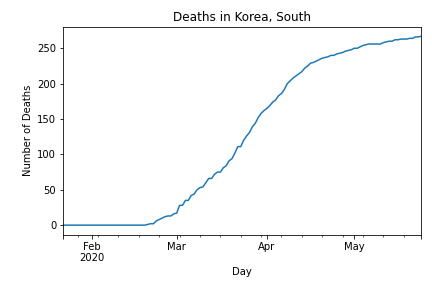 Deaths in Korea, South
Number of Deaths
250
200
150
100
50
0
Feb
2020
Mar
Apr
May
Day